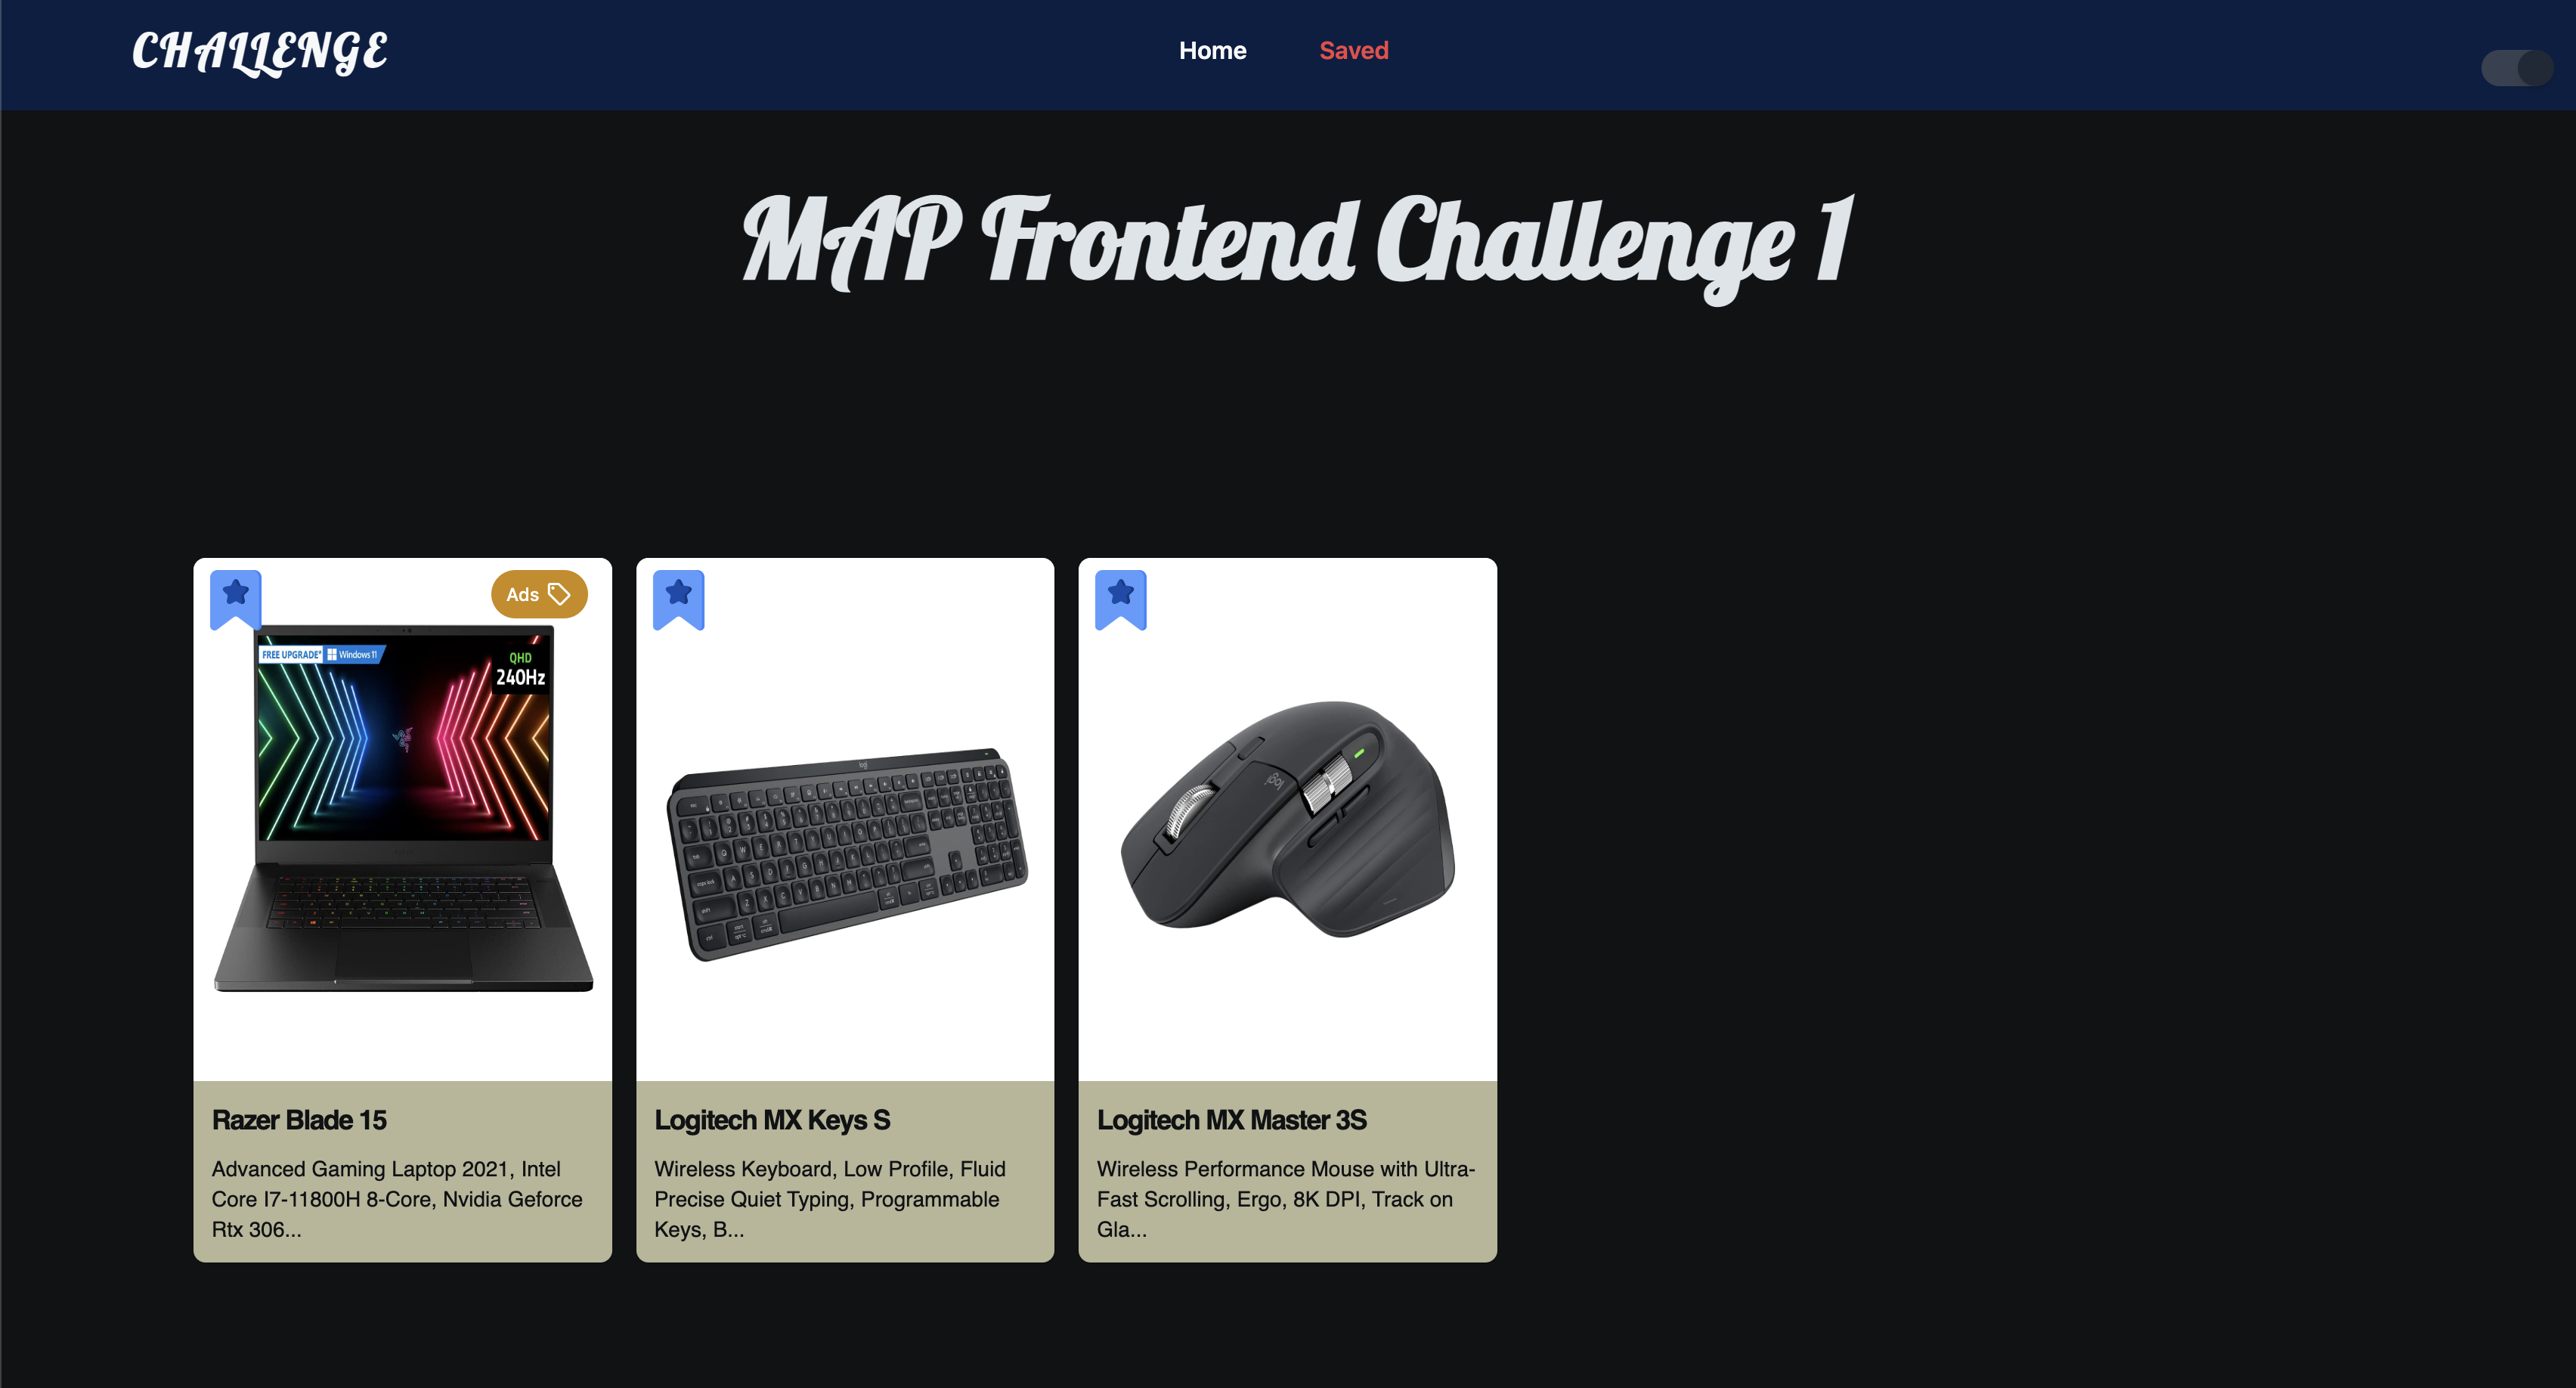 CHALLENGE
Home
Saved
MAP Frontend Challenge 1
Ads
FREE UPGRADE* Windows 11
QHD
240Hz
logi
logi
Razer Blade 15
Advanced Gaming Laptop 2021, Intel
Core I7-11800H 8-Core, Nvidia Geforce
Rtx 306...
Logitech MX Keys S
Wireless Keyboard, Low Profile, Fluid
Precise Quiet Typing, Programmable
Keys, B...
Logitech MX Master 3S
Wireless Performance Mouse with Ultra-
Fast Scrolling, Ergo, 8K DPI, Track on
Gla...